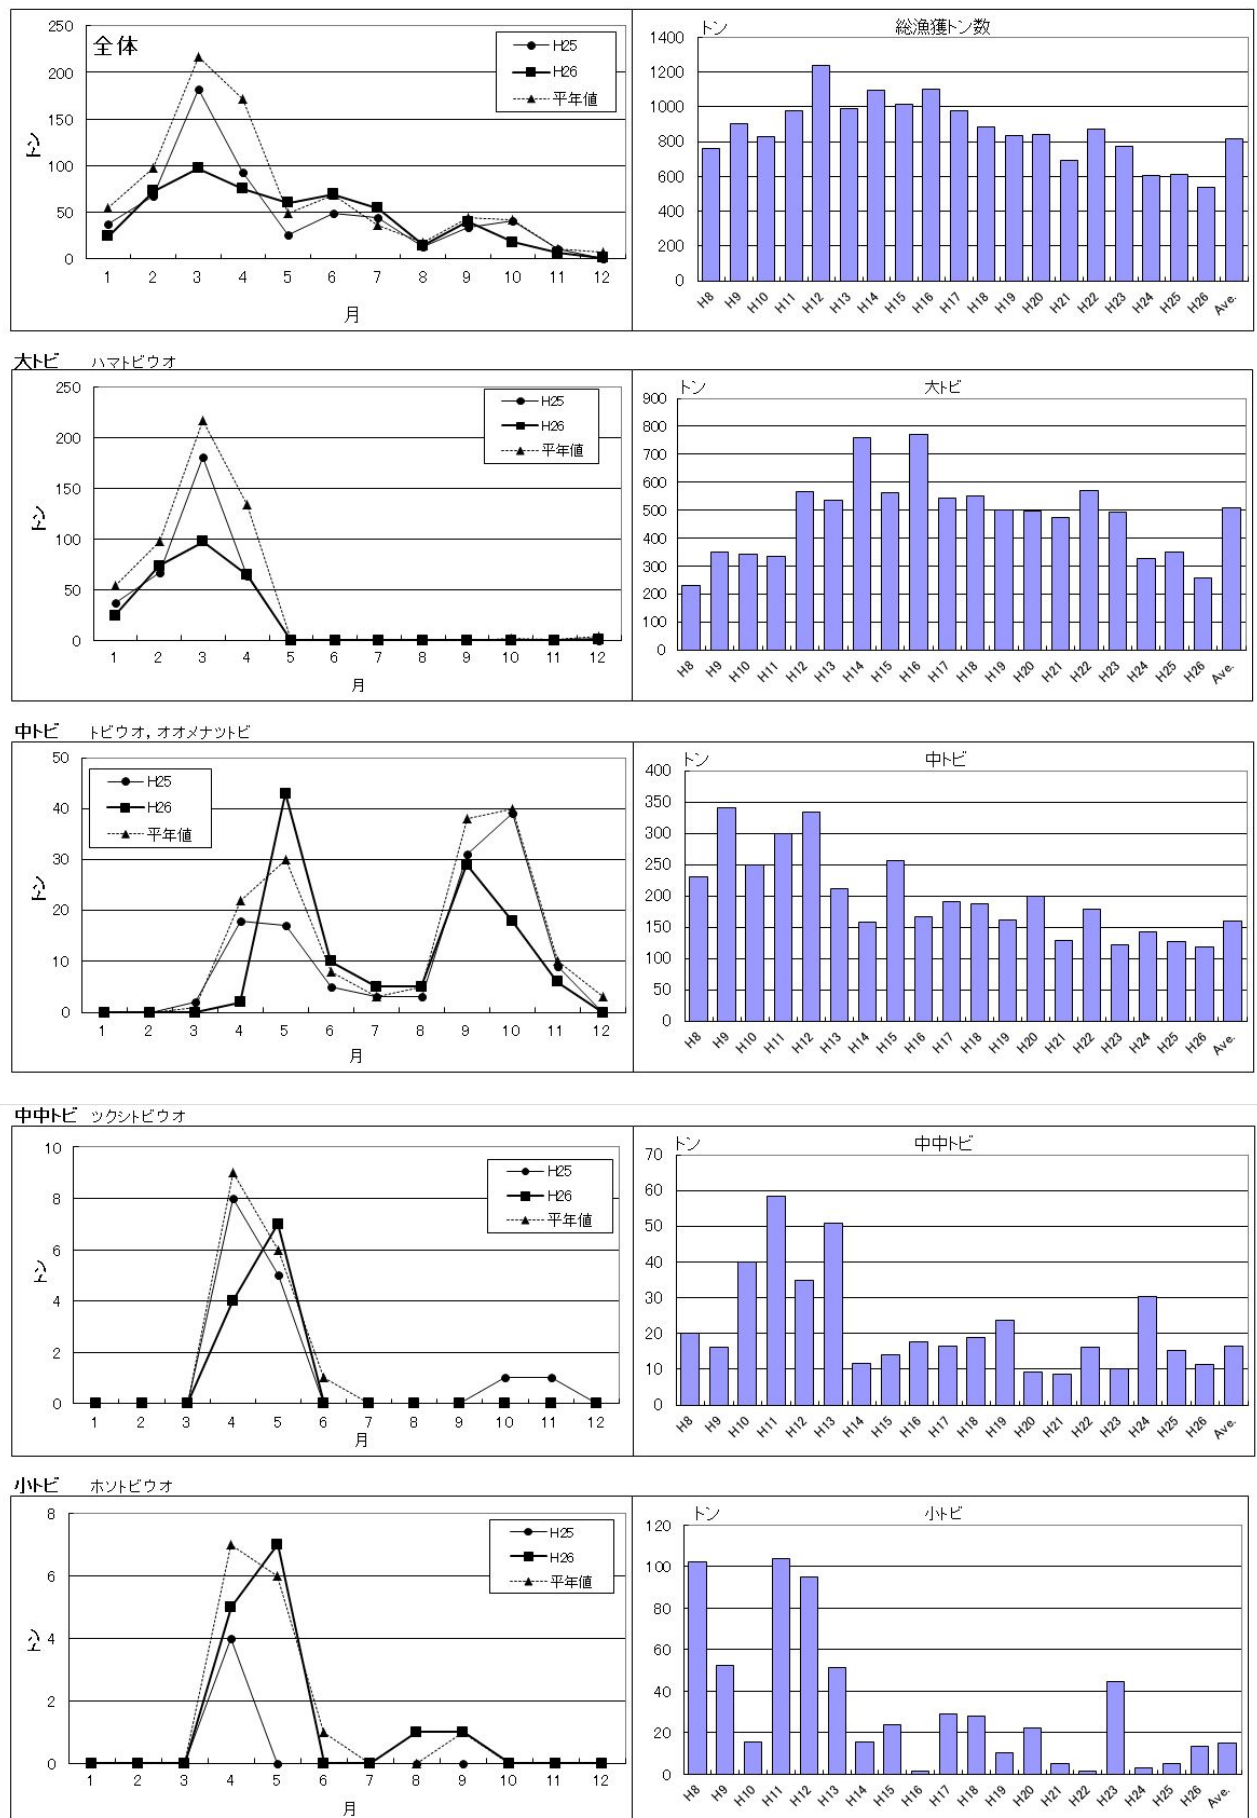 全体
H25
H26
平年値
250
200
150
100
50
0
トン
1 2 3 4 5 6 7 8 9 10 11 12
月
トン 総漁獲トン数
1400
1200
1000
800
600
400
200
0
H8 H9 H10 H11 H12 H13 H14 H15 H16 H17 H18 H19 H20 H21 H22 H23 H24 H25 H26 Ave.
大トビ ハマトビウオ
H25
H26
平年値
250
200
150
100
50
0
トン
1 2 3 4 5 6 7 8 9 10 11 12
月
トン 大トビ
900
800
700
600
500
400
300
200
100
0
H8 H9 H10 H11 H12 H13 H14 H15 H16 H17 H18 H19 H20 H21 H22 H23 H24 H25 H26 Ave.
中トビ トビウオ, オオメナツトビ
H25
H26
平年値
50
40
30
20
10
0
トン
1 2 3 4 5 6 7 8 9 10 11 12
月
トン 中トビ
400
350
300
250
200
150
100
50
0
H8 H9 H10 H11 H12 H13 H14 H15 H16 H17 H18 H19 H20 H21 H22 H23 H24 H25 H26 Ave.
中中トビ ツクシトビウオ
H25
H26
平年値
10
8
6
4
2
0
トン
1 2 3 4 5 6 7 8 9 10 11 12
月
トン 中中トビ
70
60
50
40
30
20
10
0
H8 H9 H10 H11 H12 H13 H14 H15 H16 H17 H18 H19 H20 H21 H22 H23 H24 H25 H26 Ave.
小トビ ホソトビウオ
H25
H26
平年値
8
6
4
2
0
トン
1 2 3 4 5 6 7 8 9 10 11 12
月
トン 小トビ
120
100
80
60
40
20
0
H8 H9 H10 H11 H12 H13 H14 H15 H16 H17 H18 H19 H20 H21 H22 H23 H24 H25 H26 Ave.